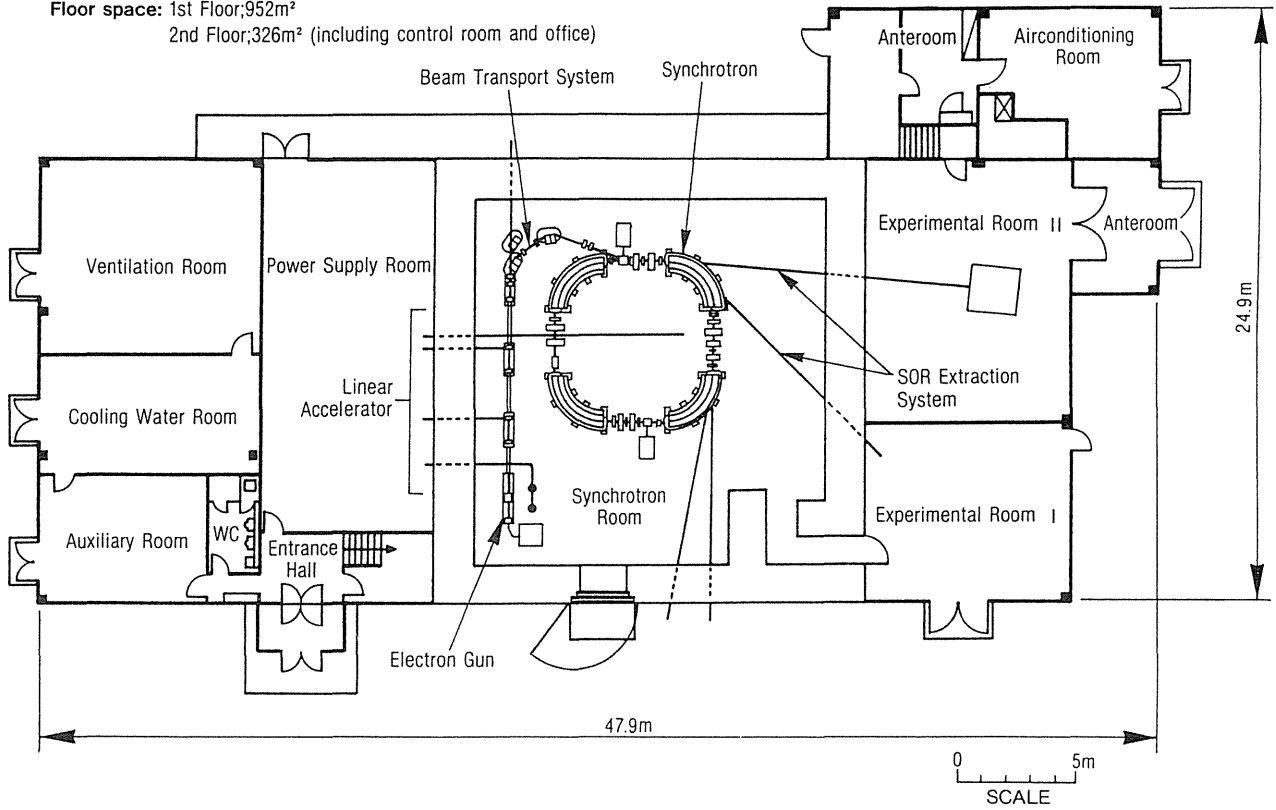 Floor space: 1st Floor;952m²
2nd Floor;326m² (including control room and office)
Beam Transport System
Synchrotron
Anteroom
Airconditioning
Room
Ventilation Room
Power Supply Room
Experimental Room II
Anteroom
24.9m
Linear
Accelerator
SOR Extraction
System
Cooling Water Room
Synchrotron
Room
Experimental Room I
Auxiliary Room
WC
Entrance
Hall
Electron Gun
47.9m
0 5m
SCALE